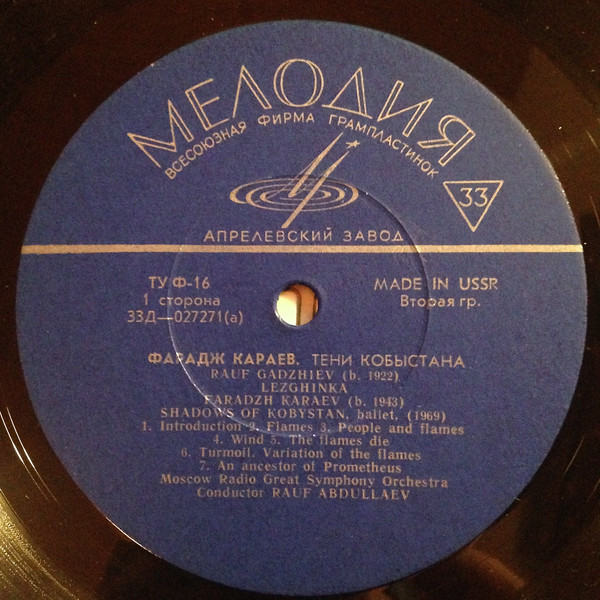 МЕЛОДИЯ
ВСЕСОЮЗНАЯ ФИРМА ГРАМПЛАСТИНОК
33
АПРЕЛЕВСКИЙ ЗАВОД
ТУ Ф-16
MADE IN USSR
1 сторона
Вторая гр.
33Д—027271(а)
ФАРАДЖ КАРАЕВ. ТЕНИ КОБЫСТАНА
RAUF GADZHIEV (b. 1922)
LEZGHINKA
FARADZH KARAEV (b. 1943)
SHADOWS OF KOBYSTAN, ballet, (1969)
1. Introduction 2. Flames 3. People and flames
4. Wind 5. The flames die
6. Turmoil. Variation of the flames
7. An ancestor of Prometheus
Moscow Radio Great Symphony Orchestra
Conductor RAUF ABDULLAEV